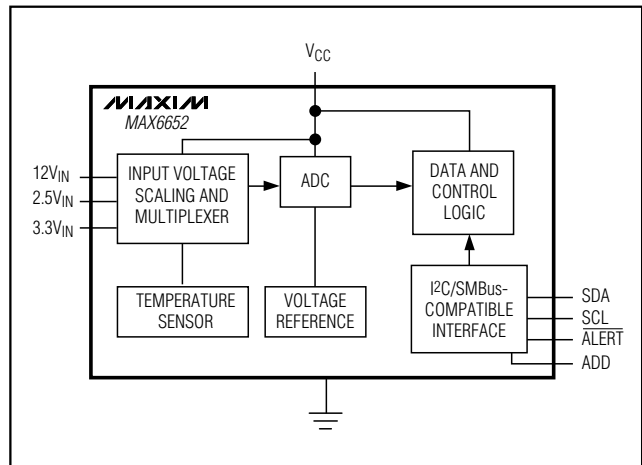 VCC
MAXIM
MAX6652
12VIN
2.5VIN
3.3VIN
INPUT VOLTAGE
SCALING AND
MULTIPLEXER
ADC
DATA AND
CONTROL
LOGIC
TEMPERATURE
SENSOR
VOLTAGE
REFERENCE
I2C/SMBus-
COMPATIBLE
INTERFACE
SDA
SCL
ALERT
ADD